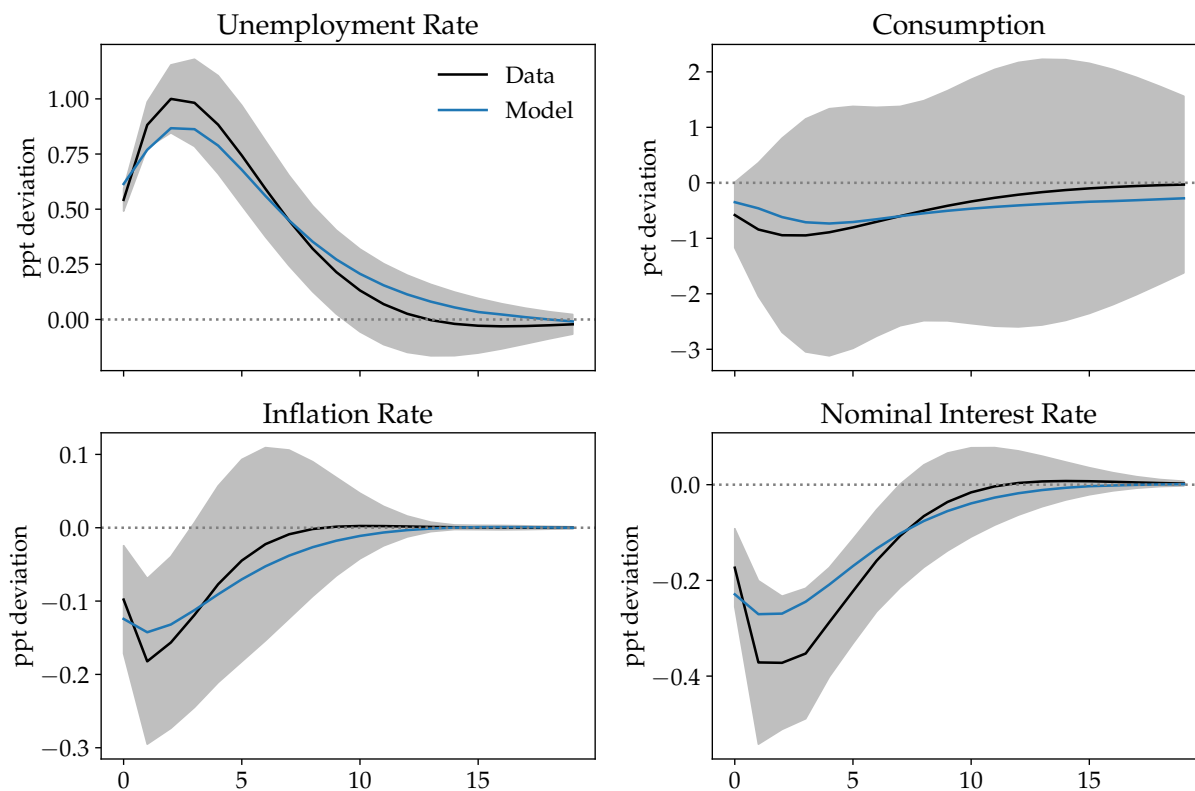 Unemployment Rate
Consumption
1.00
0.75
0.50
0.25
0.00
ppt deviation
Data
Model
2
1
0
−1
−2
−3
pct deviation
Inflation Rate
Nominal Interest Rate
0.1
0.0
−0.1
−0.2
−0.3
ppt deviation
0
5
10
15
0.0
−0.2
−0.4
ppt deviation
0
5
10
15